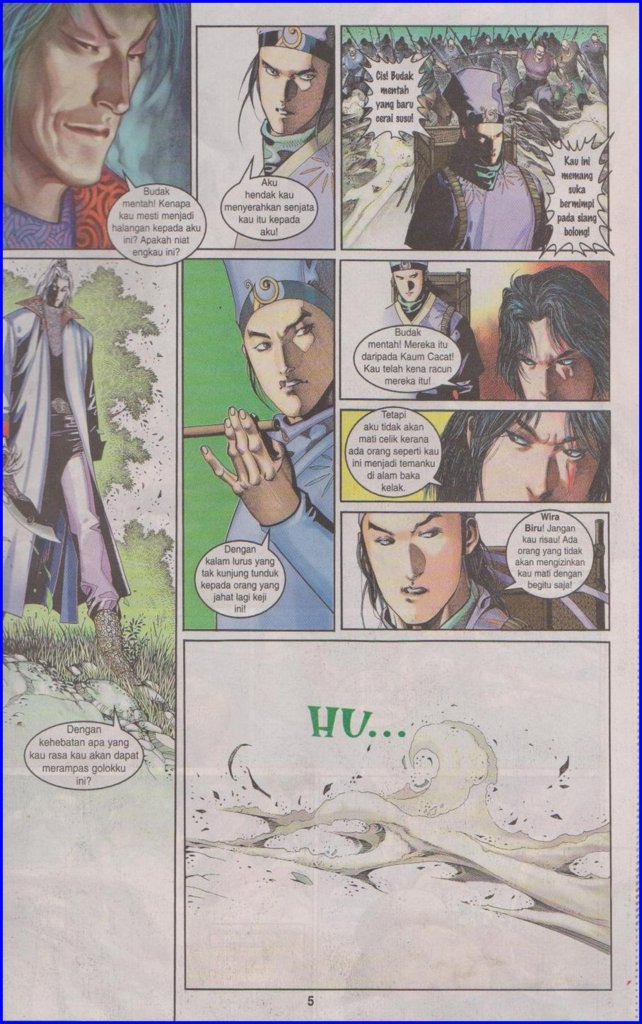 Budak
mentah! Kenapa
kau mesti menjadi
halangan kepada aku
ini? Apakah niat
engkau ini?
Aku
hendak kau
menyerahkan senjata
kau itu kepada
aku!
Cis! Budak
mentah
yang baru
cerai susu!
Kau ini
memang
suka
bermimpi
pada siang
bolong!
Dengan
kehebatan apa yang
kau rasa kau akan dapat
merampas golokku
ini?
Dengan
kalam lurus yang
tak kunjung tunduk
kepada orang yang
jahat lagi keji
ini!
Budak
mentah! Mereka itu
daripada Kaum Cacat!
Kau telah kena racun
mereka itu!
Tetapi
aku tidak akan
mati celik kerana
ada orang seperti kau
ini menjadi temanku
di alam baka
kelak.
Wira
Biru! Jangan
kau risau! Ada
orang yang tidak
akan mengizinkan
kau mati dengan
begitu saja!
HU...
5